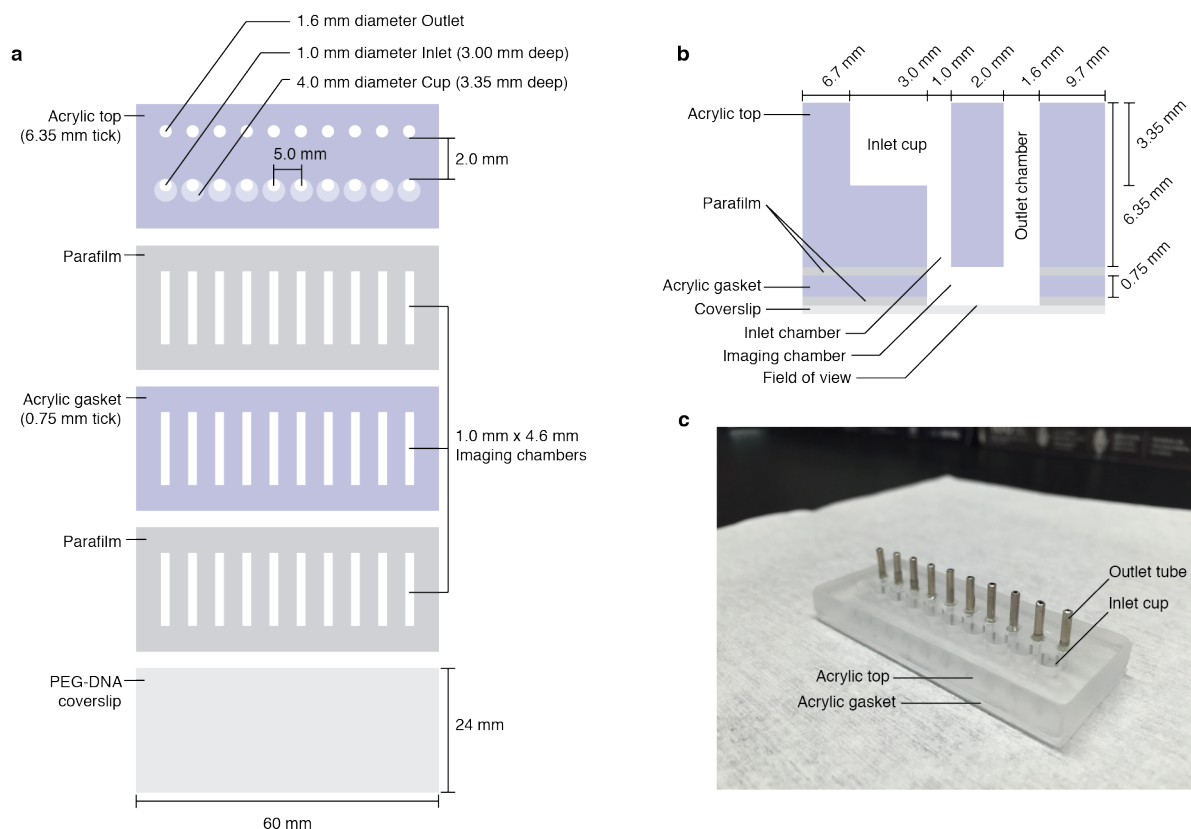 a
1.6 mm diameter Outlet
1.0 mm diameter Inlet (3.00 mm deep)
4.0 mm diameter Cup (3.35 mm deep)
Acrylic top
(6.35 mm tick)
5.0 mm
2.0 mm
Parafilm
Acrylic gasket
(0.75 mm tick)
1.0 mm x 4.6 mm
Imaging chambers
Parafilm
PEG-DNA
coverslip
24 mm
60 mm
b
6.7 mm
3.0 mm
1.0 mm
2.0 mm
1.6 mm
9.7 mm
Acrylic top
Inlet cup
Outlet chamber
3.35 mm
6.35 mm
0.75 mm
Parafilm
Acrylic gasket
Coverslip
Inlet chamber
Imaging chamber
Field of view
c
Outlet tube
Inlet cup
Acrylic top
Acrylic gasket